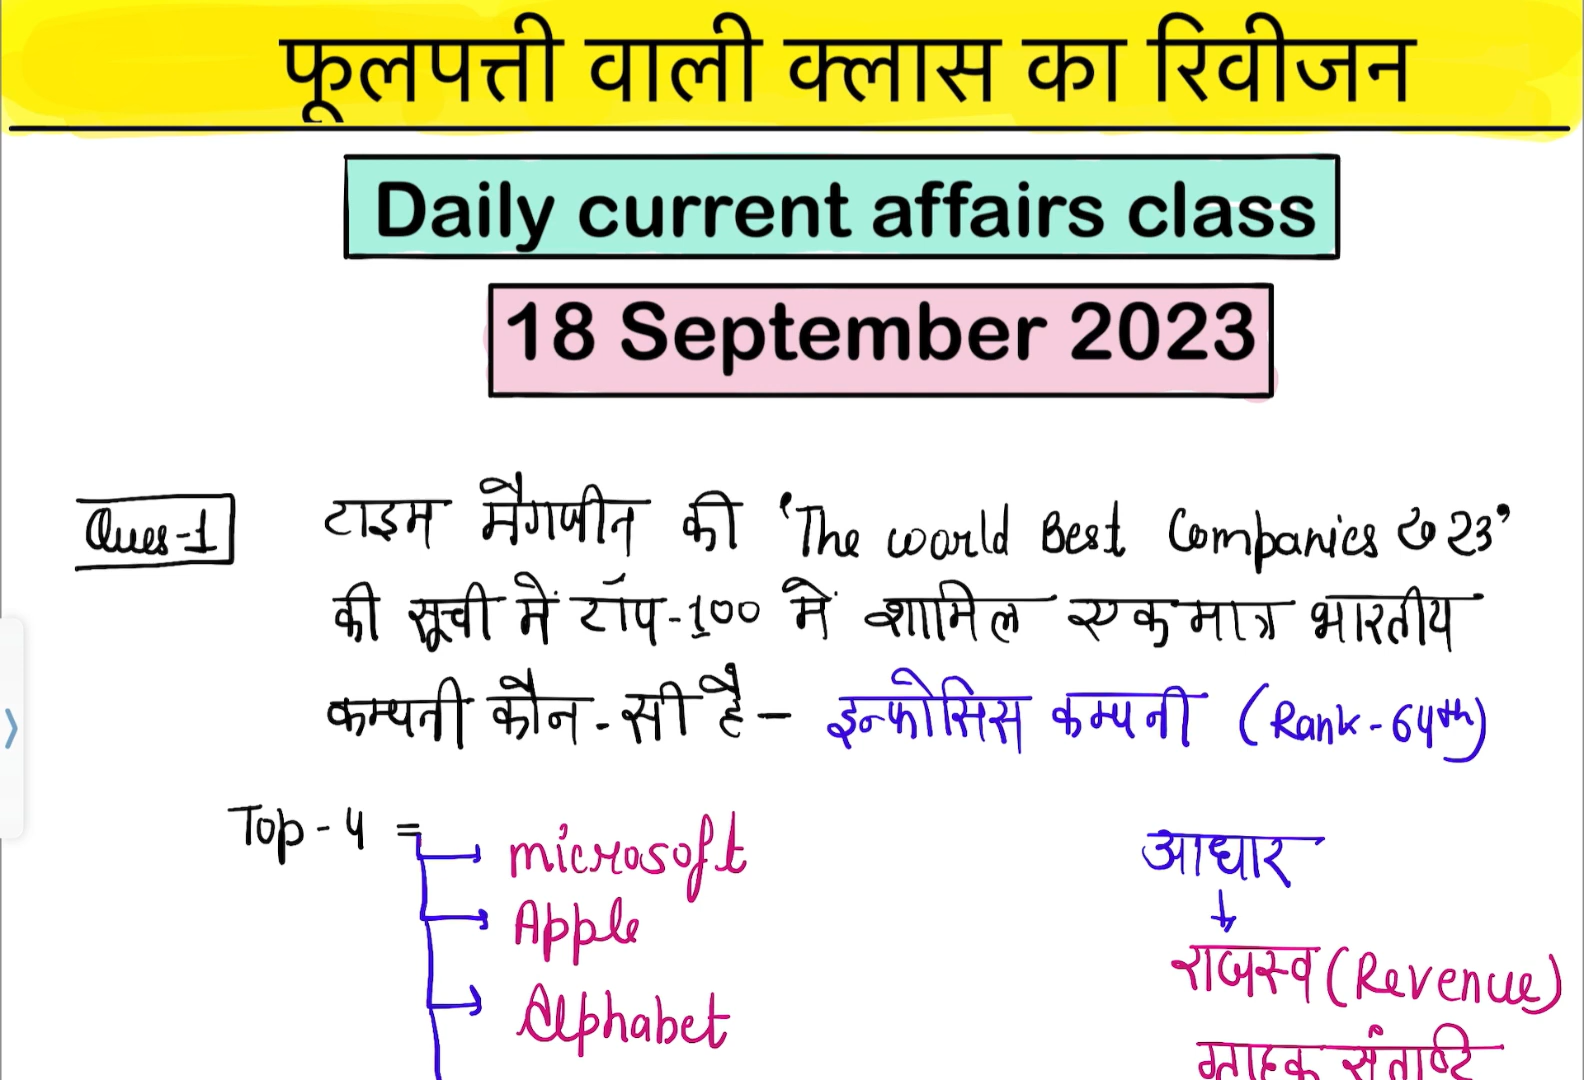 फूलपत्ती वाली क्लास का रिवीजन
Daily current affairs class
18 September 2023
Ques-1 टाइम मैगजीन की 'The world Best Companies 2023'
की सूची में टॉप-100 में शामिल एकमात्र भारतीय
कम्पनी कौन-सी है - इन्फोसिस कम्पनी (Rank-64th)
Top-4 =
microsoft
Apple
Alphabet
आधार
राजस्व (Revenue)
ग्राहक संतुष्टि